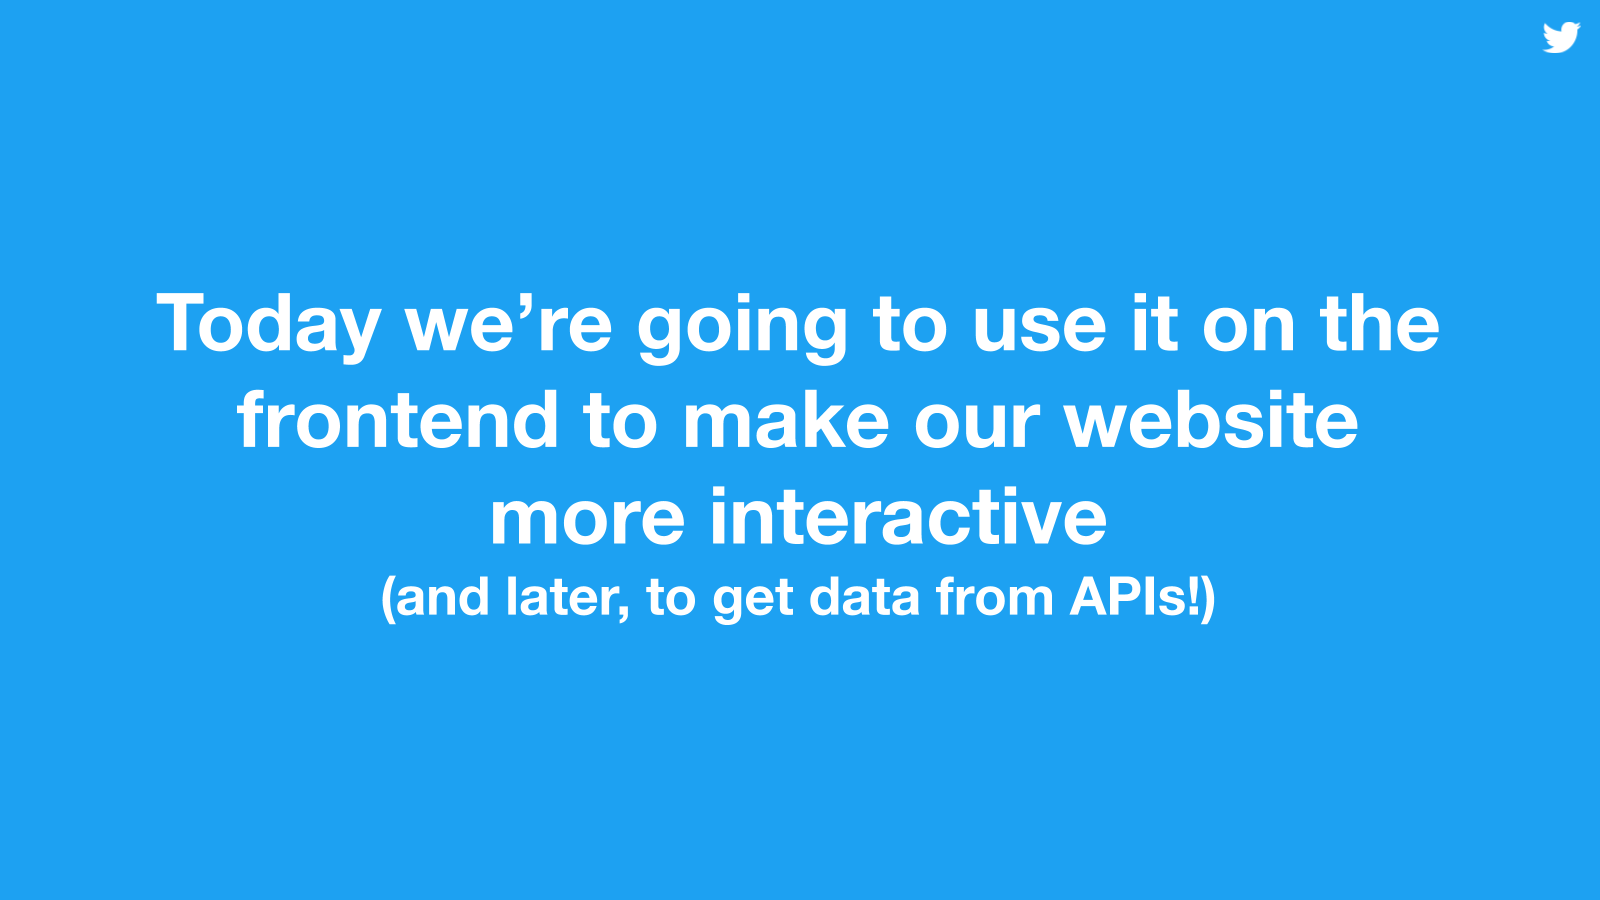 Today we’re going to use it on the
frontend to make our website
more interactive
(and later, to get data from APIs!)